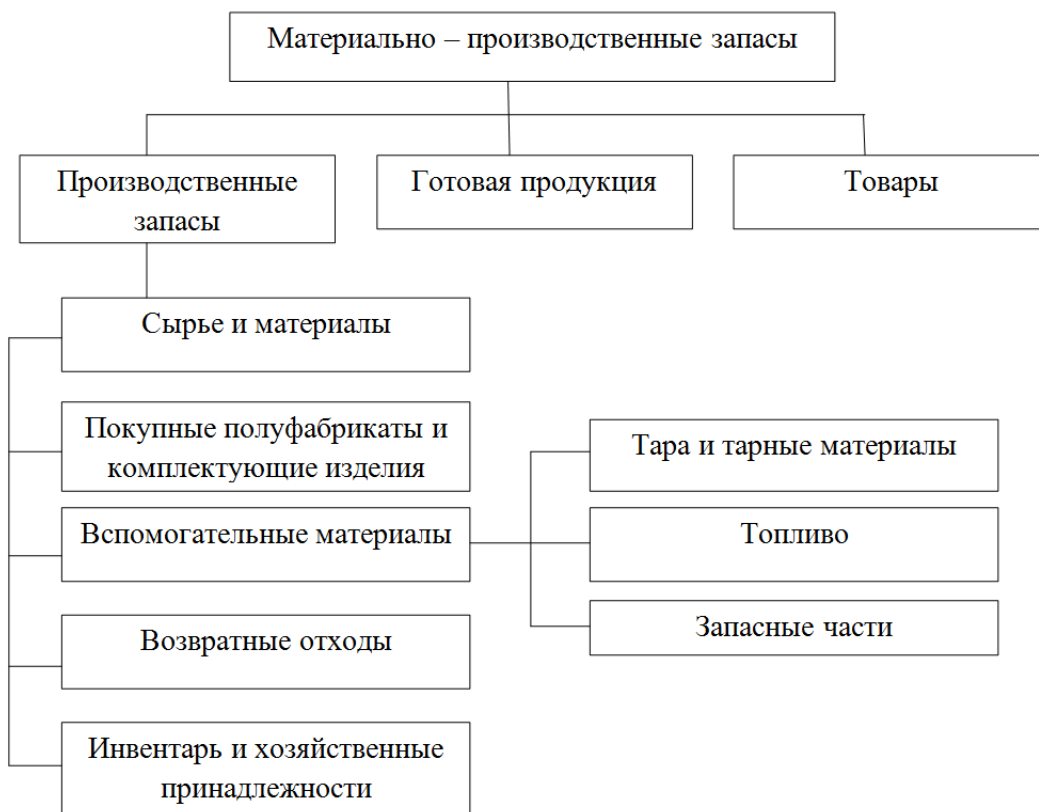 Материально – производственные запасы
Производственные
запасы
Готовая продукция
Товары
Сырье и материалы
Покупные полуфабрикаты и
комплектующие изделия
Вспомогательные материалы
Возвратные отходы
Инвентарь и хозяйственные
принадлежности
Тара и тарные материалы
Топливо
Запасные части